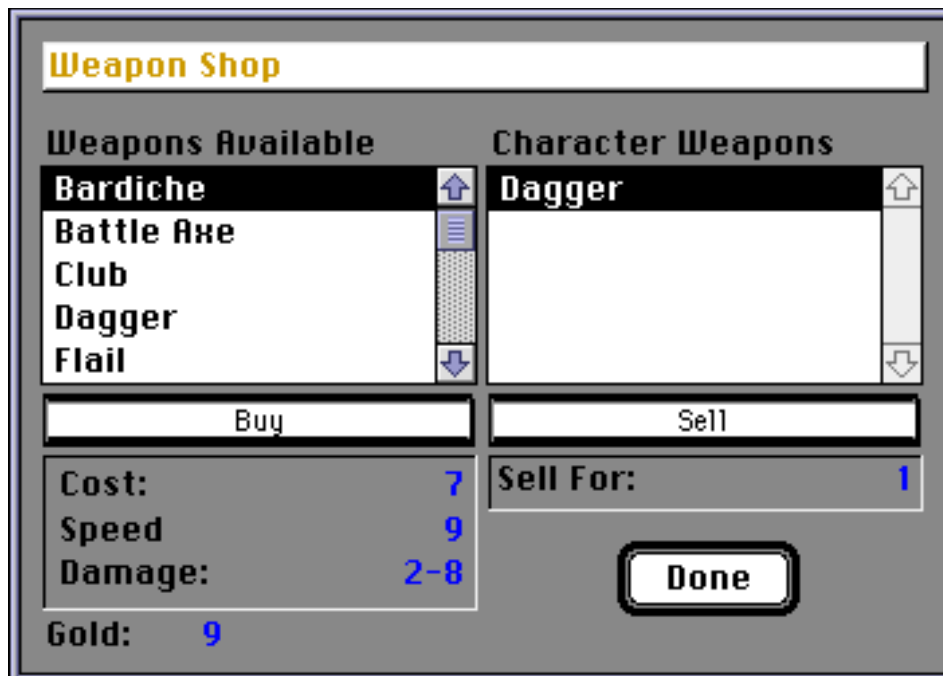 Weapon Shop
Weapons Available
Bardiche
Battle Axe
Club
Dagger
Flail
Buy
Cost: 7
Speed 9
Damage: 2-8
Gold: 9
Character Weapons
Dagger
Sell
Sell For: 1
Done